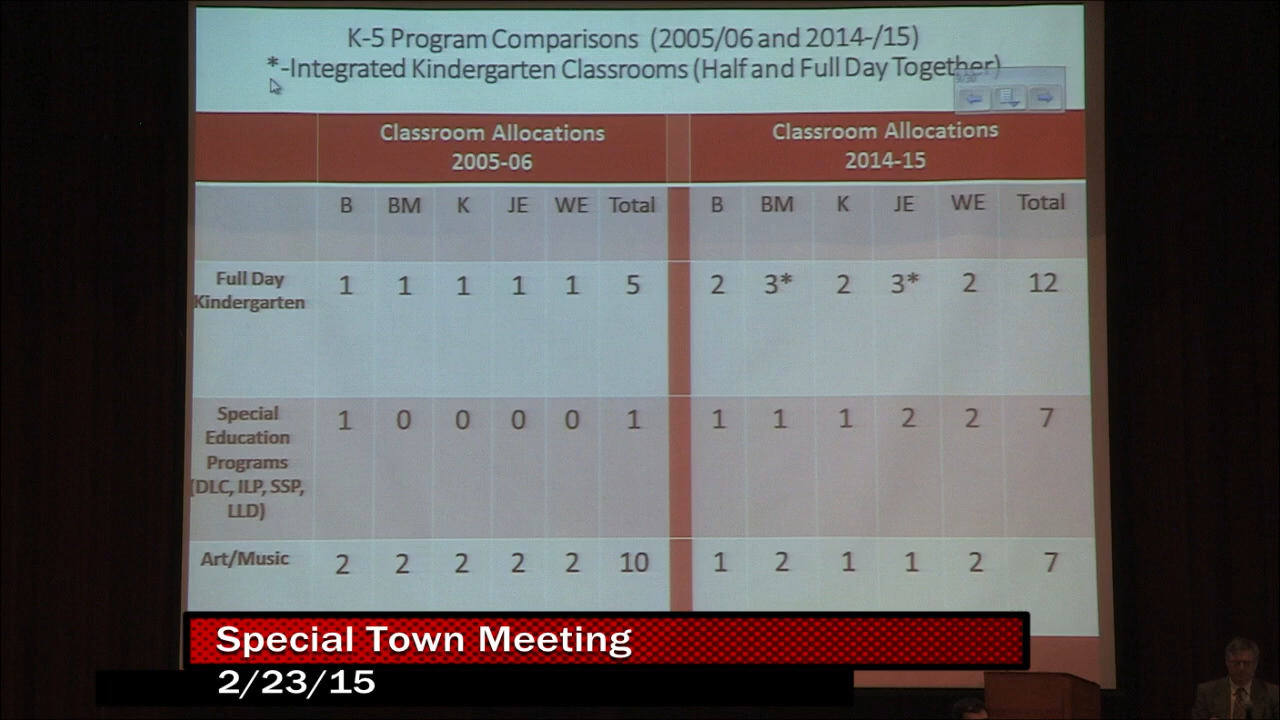 K-5 Program Comparisons (2005/06 and 2014-/15)
*-Integrated Kindergarten Classrooms (Half and Full Day Together)
Classroom Allocations
2005-06
Classroom Allocations
2014-15
B BM K JE WE Total B BM K JE WE Total
Full Day
Kindergarten
1 1 1 1 1 5 2 3* 2 3* 2 12
Special
Education
Programs
(DLC, ILP, SSP,
LLD)
1 0 0 0 0 1 1 1 1 2 2 7
Art/Music 2 2 2 2 2 10 1 2 1 1 2 7
Special Town Meeting
2/23/15